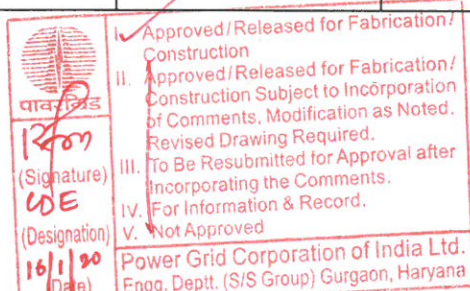 I. Approved/Released for Fabrication/
Construction
II. Approved/Released for Fabrication/
Construction Subject to Incorporation
of Comments, Modification as Noted.
Revised Drawing Required.
III. To Be Resubmitted for Approval after
Incorporating the Comments.
IV. For Information & Record.
V. Not Approved
Power Grid Corporation of India Ltd.
Engg. Deptt. (S/S Group) Gurgaon, Haryana
पावरग्रिड
(Signature)
CDE
(Designation)
16/1/20
(Date)